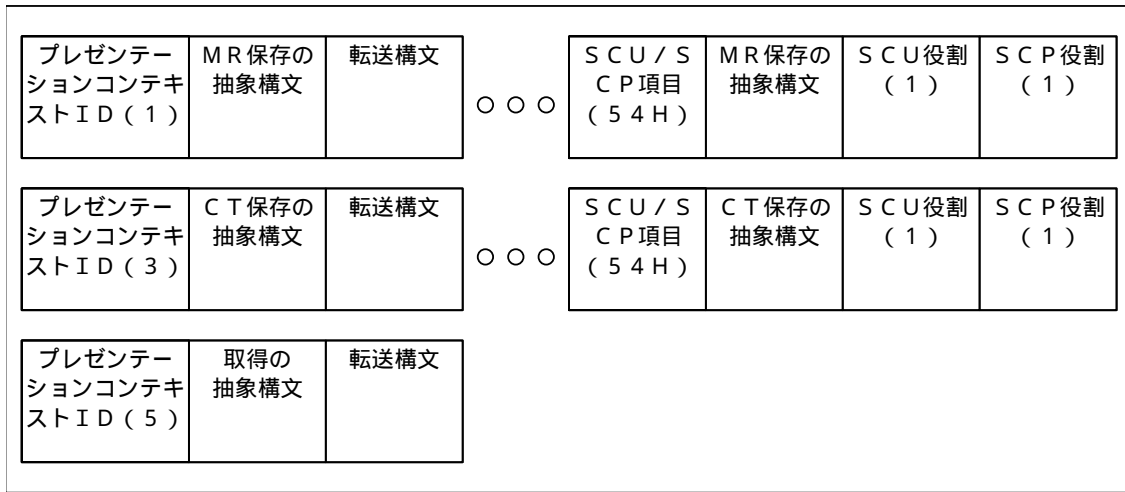 プレゼンテー
ションコンテキ
ストＩＤ（１）
ＭＲ保存の
抽象構文
転送構文
○○○
ＳＣＵ／Ｓ
ＣＰ項目
（５４Ｈ）
ＭＲ保存の
抽象構文
ＳＣＵ役割
（１）
ＳＣＰ役割
（１）
プレゼンテー
ションコンテキ
ストＩＤ（３）
ＣＴ保存の
抽象構文
転送構文
○○○
ＳＣＵ／Ｓ
ＣＰ項目
（５４Ｈ）
ＣＴ保存の
抽象構文
ＳＣＵ役割
（１）
ＳＣＰ役割
（１）
プレゼンテー
ションコンテキ
ストＩＤ（５）
取得の
抽象構文
転送構文